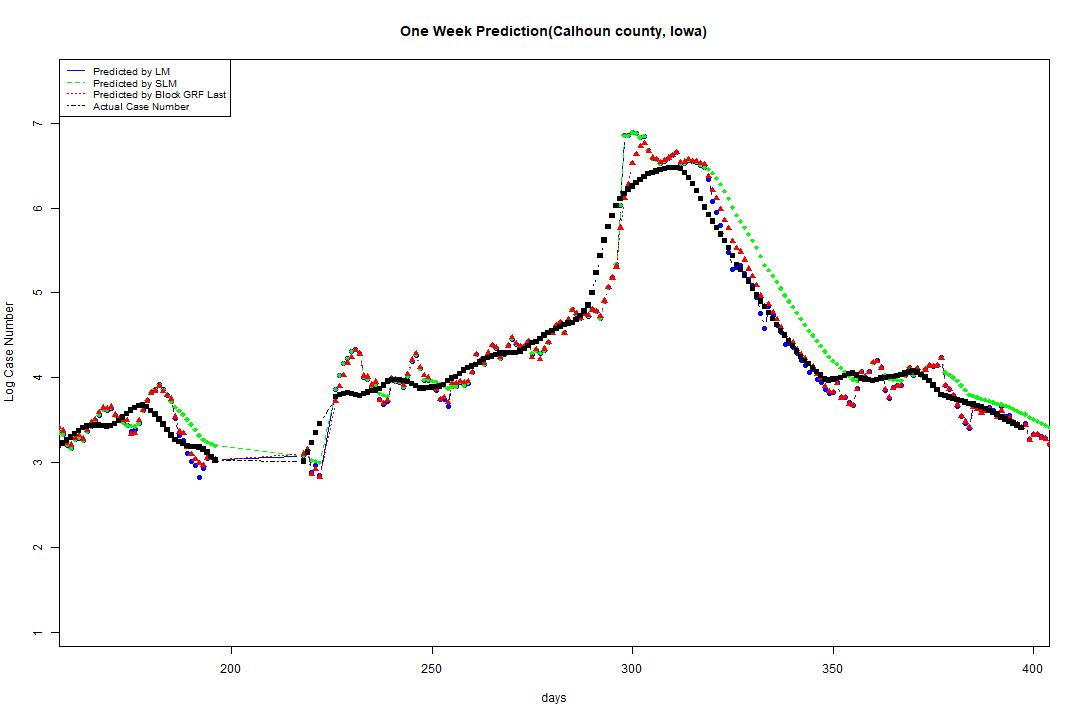 One Week Prediction(Calhoun county, Iowa)
Predicted by LM
Predicted by SLM
Predicted by Block GRF Last
Actual Case Number
7
6
5
4
3
2
1
Log Case Number
200
250
300
350
400
days